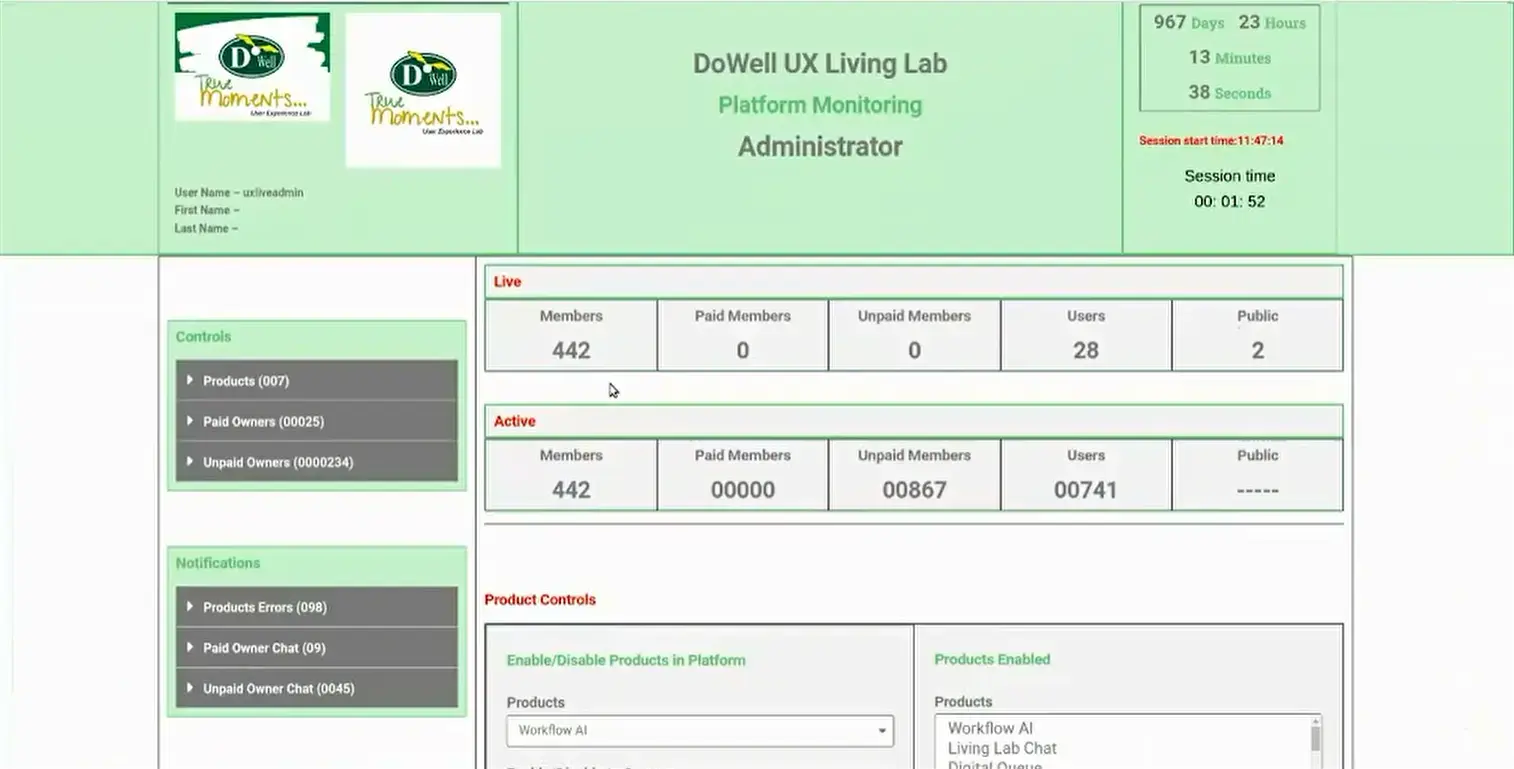 D Well
True
Moments...
User Experience Lab
D Well
True
Moments...
User Experience Lab
User Name – uxliveadmin
First Name –
Last Name –
DoWell UX Living Lab
Platform Monitoring
Administrator
967 Days 23 Hours
13 Minutes
38 Seconds
Session start time:11:47:14
Session time
00: 01: 52
Controls
Products (007)
Paid Owners (00025)
Unpaid Owners (0000234)
Notifications
Products Errors (098)
Paid Owner Chat (09)
Unpaid Owner Chat (0045)
Live
Members Paid Members Unpaid Members Users Public
442 0 0 28 2
Active
Members Paid Members Unpaid Members Users Public
442 00000 00867 00741 -----
Product Controls
Enable/Disable Products in Platform
Products
Workflow AI
Products Enabled
Products
Workflow AI
Living Lab Chat
Digital Queue